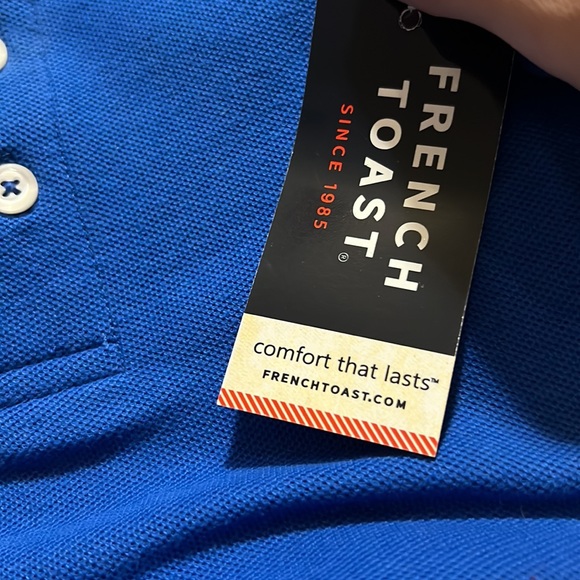 FRENCH
TOAST®
SINCE 1985
comfort that lasts™
FRENCHTOAST.COM